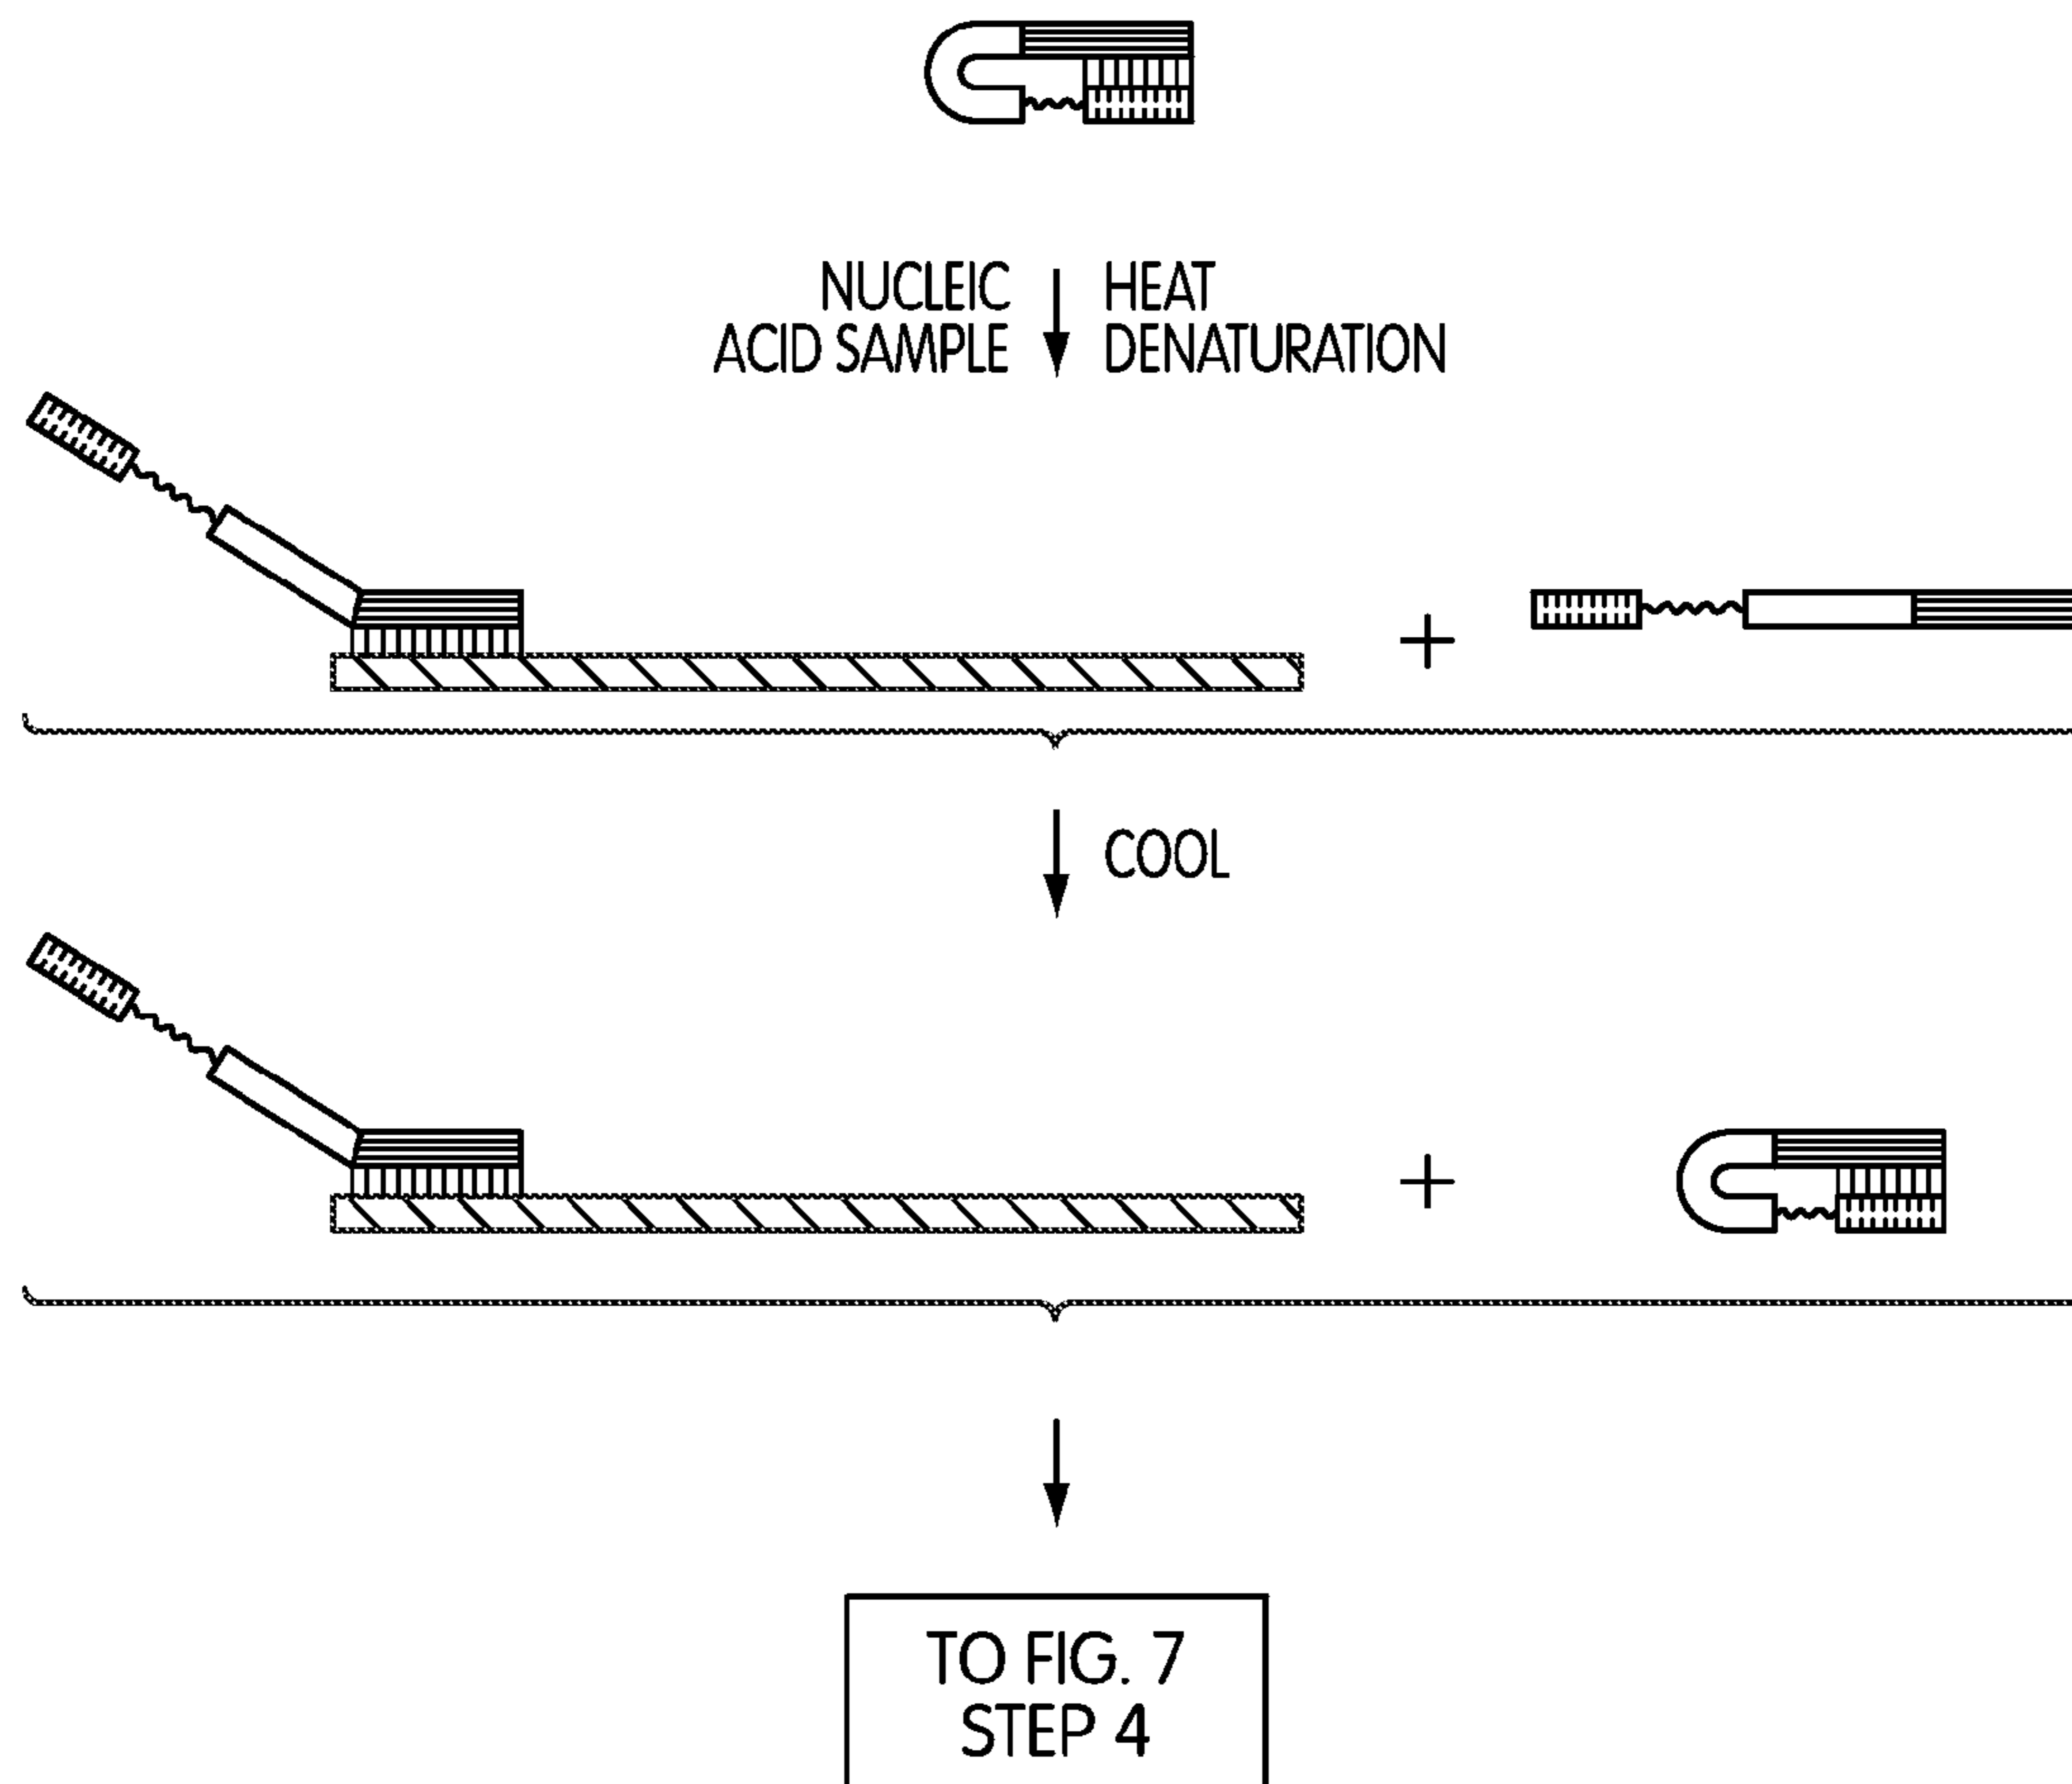 NUCLEIC
ACID SAMPLE
HEAT
DENATURATION
COOL
TO FIG. 7
STEP 4